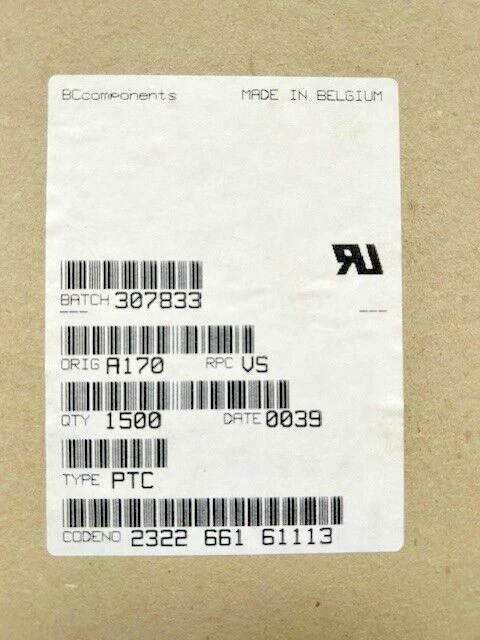 BCcomponents MADE IN BELGIUM
RU
BATCH 307833
ORIG A170 RPC VS
QTY 1500 DATE 0039
TYPE PTC
CODENO 2322 661 61113